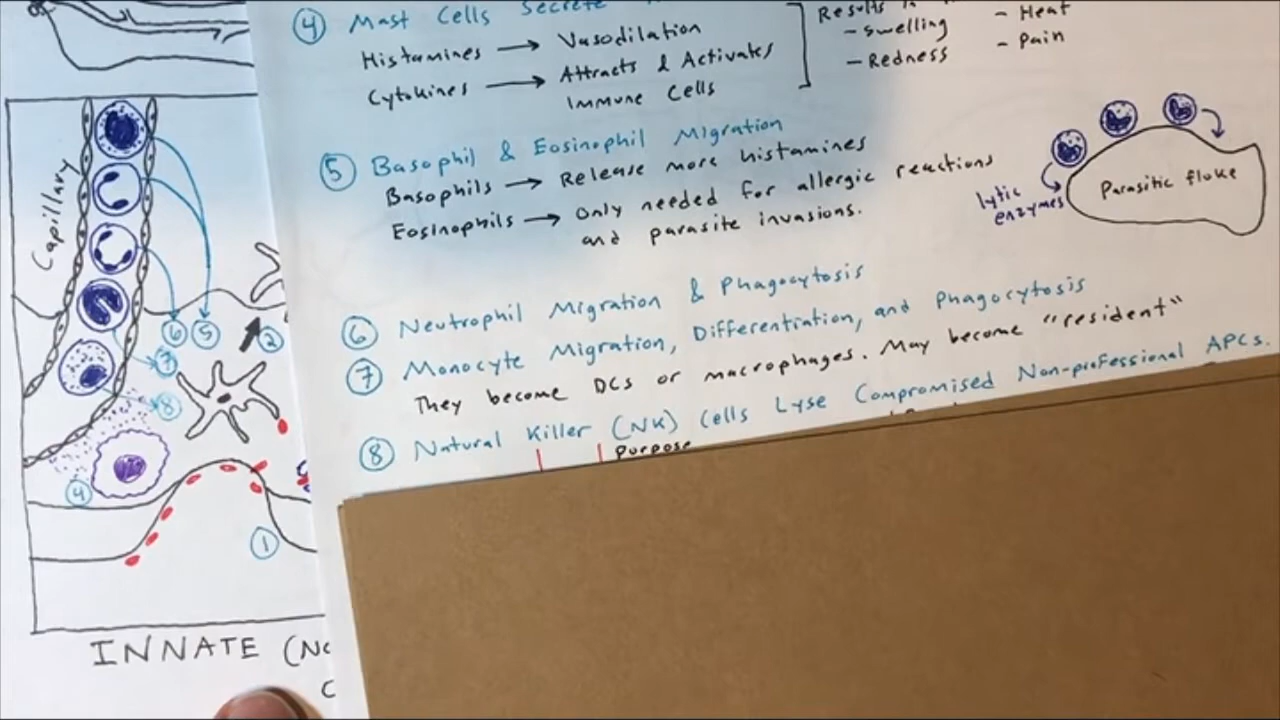 ④ Mast Cells Secrete
Histamines → Vasodilation
Cytokines → Attracts & Activates
Immune Cells
Results in
- Swelling
- Redness
- Heat
- Pain
⑤ Basophil & Eosinophil Migration
Basophils → Release more histamines
Eosinophils → only needed for allergic reactions
and parasite invasions.
lytic
enzymes
Parasitic fluke
⑥ Neutrophil Migration & Phagocytosis
⑦ Monocyte Migration, Differentiation, and Phagocytosis
They become DCs or macrophages. May become "resident"
⑧ Natural Killer (NK) Cells Lyse Compromised Non-professional APCs.
Purpose
Capillary
⑥ ⑤
②
⑦
⑧
④
①
INNATE (No
C